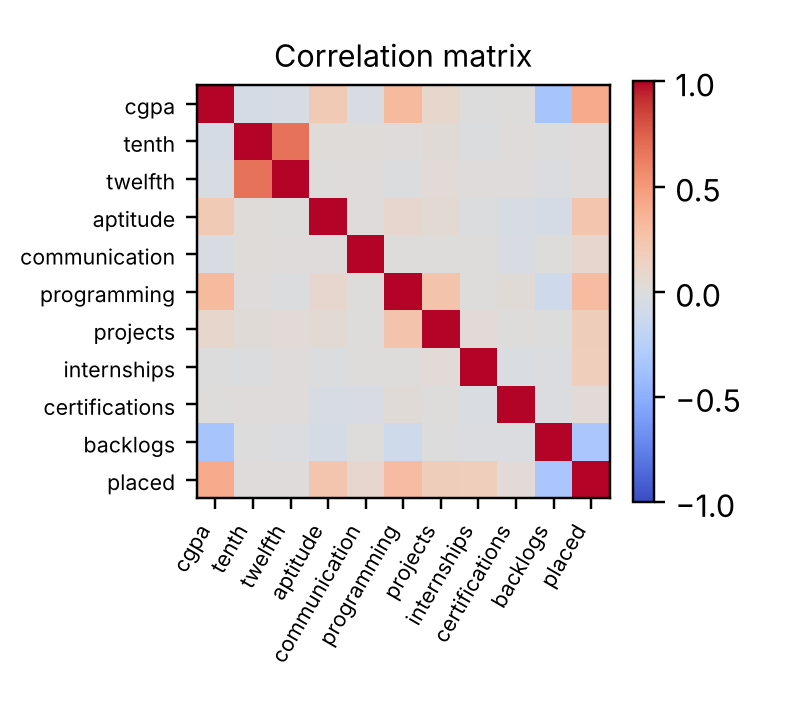 Correlation matrix
cgpa
tenth
twelfth
aptitude
communication
programming
projects
internships
certifications
backlogs
placed
cgpa
tenth
twelfth
aptitude
communication
programming
projects
internships
certifications
backlogs
placed
1.0
0.5
0.0
−0.5
−1.0